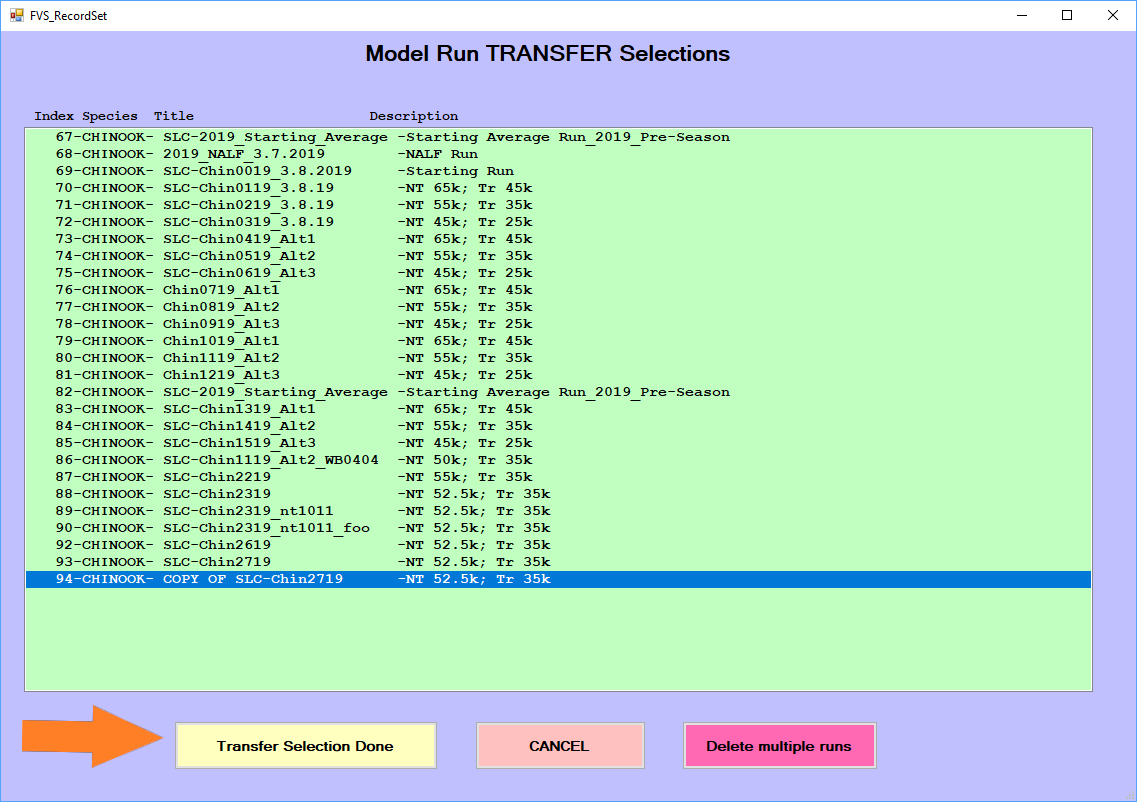 FVS_RecordSet
Model Run TRANSFER Selections
Index Species Title Description
67-CHINOOK- SLC-2019_Starting_Average -Starting Average Run_2019_Pre-Season
68-CHINOOK- 2019_NALF_3.7.2019 -NALF Run
69-CHINOOK- SLC-Chin0019_3.8.2019 -Starting Run
70-CHINOOK- SLC-Chin0119_3.8.19 -NT 65k; Tr 45k
71-CHINOOK- SLC-Chin0219_3.8.19 -NT 55k; Tr 35k
72-CHINOOK- SLC-Chin0319_3.8.19 -NT 45k; Tr 25k
73-CHINOOK- SLC-Chin0419_Alt1 -NT 65k; Tr 45k
74-CHINOOK- SLC-Chin0519_Alt2 -NT 55k; Tr 35k
75-CHINOOK- SLC-Chin0619_Alt3 -NT 45k; Tr 25k
76-CHINOOK- Chin0719_Alt1 -NT 65k; Tr 45k
77-CHINOOK- Chin0819_Alt2 -NT 55k; Tr 35k
78-CHINOOK- Chin0919_Alt3 -NT 45k; Tr 25k
79-CHINOOK- Chin1019_Alt1 -NT 65k; Tr 45k
80-CHINOOK- Chin1119_Alt2 -NT 55k; Tr 35k
81-CHINOOK- Chin1219_Alt3 -NT 45k; Tr 25k
82-CHINOOK- SLC-2019_Starting_Average -Starting Average Run_2019_Pre-Season
83-CHINOOK- SLC-Chin1319_Alt1 -NT 65k; Tr 45k
84-CHINOOK- SLC-Chin1419_Alt2 -NT 55k; Tr 35k
85-CHINOOK- SLC-Chin1519_Alt3 -NT 45k; Tr 25k
86-CHINOOK- SLC-Chin1119_Alt2_WB0404 -NT 50k; Tr 35k
87-CHINOOK- SLC-Chin2219 -NT 55k; Tr 35k
88-CHINOOK- SLC-Chin2319 -NT 52.5k; Tr 35k
89-CHINOOK- SLC-Chin2319_nt1011 -NT 52.5k; Tr 35k
90-CHINOOK- SLC-Chin2319_nt1011_foo -NT 52.5k; Tr 35k
92-CHINOOK- SLC-Chin2619 -NT 52.5k; Tr 35k
93-CHINOOK- SLC-Chin2719 -NT 52.5k; Tr 35k
94-CHINOOK- COPY OF SLC-Chin2719 -NT 52.5k; Tr 35k
Transfer Selection Done CANCEL Delete multiple runs